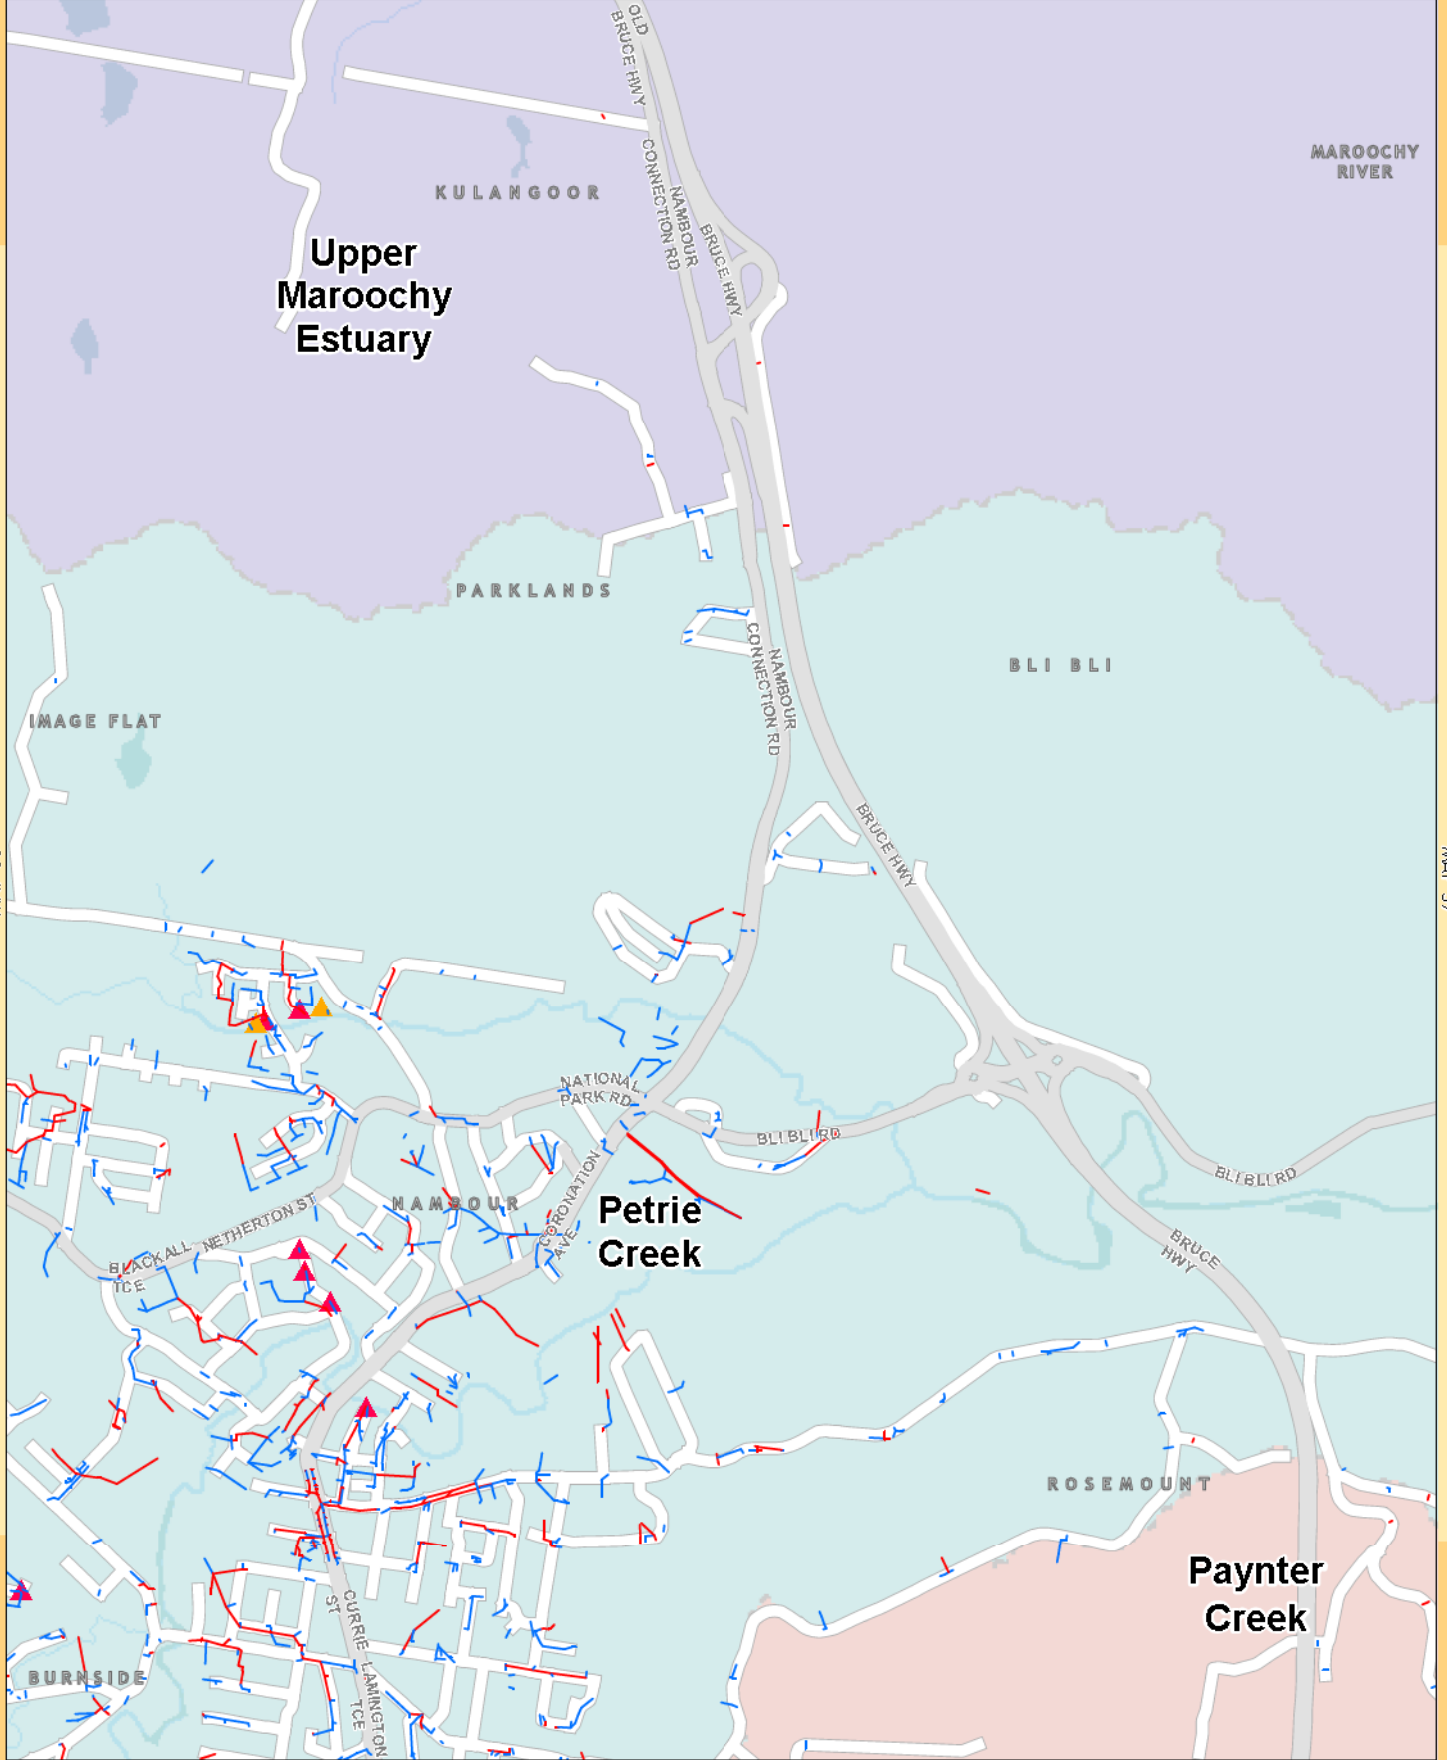 OLD
BRUCE HWY
MAROOCHY
RIVER
KULANGOOR
NAMBOUR
CONNECTION RD
BRUCE HWY
Upper
Maroochy
Estuary
PARKLANDS
NAMBOUR
CONNECTION RD
BLI BLI
IMAGE FLAT
BRUCE HWY
NATIONAL
PARK RD
BLI BLI RD
BLI BLI RD
NAMBOUR
CORONATION
AVE
Petrie
Creek
BLACKALL
TCE
NETHERTON ST
BRUCE
HWY
ROSEMOUNT
Paynter
Creek
CURRIE
ST
BURNSIDE
LAMINGTON
TCE